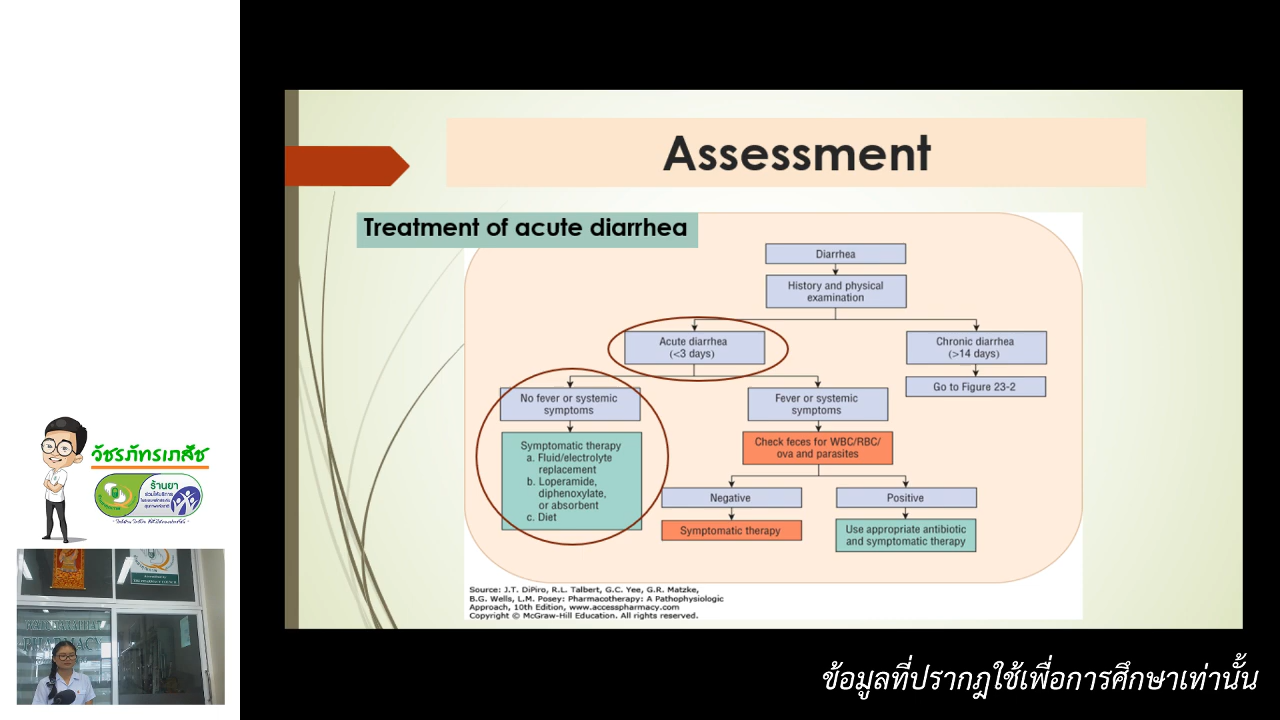 Assessment
Treatment of acute diarrhea
Diarrhea
History and physical
examination
Acute diarrhea
(<3 days)
Chronic diarrhea
(>14 days)
Go to Figure 23-2
No fever or systemic
symptoms
Fever or systemic
symptoms
Symptomatic therapy
a. Fluid/electrolyte
replacement
b. Loperamide,
diphenoxylate,
or absorbent
c. Diet
Check feces for WBC/RBC/
ova and parasites
Negative
Positive
Symptomatic therapy
Use appropriate antibiotic
and symptomatic therapy
Source: J.T. DiPiro, R.L. Talbert, G.C. Yee, G.R. Matzke,
B.G. Wells, L.M. Posey: Pharmacotherapy: A Pathophysiologic
Approach, 10th Edition, www.accesspharmacy.com
Copyright © McGraw-Hill Education. All rights reserved.
วัชรภัทรเภสัช
ร้านยา
PHARMACY
ข้อมูลที่ปรากฏใช้เพื่อการศึกษาเท่านั้น